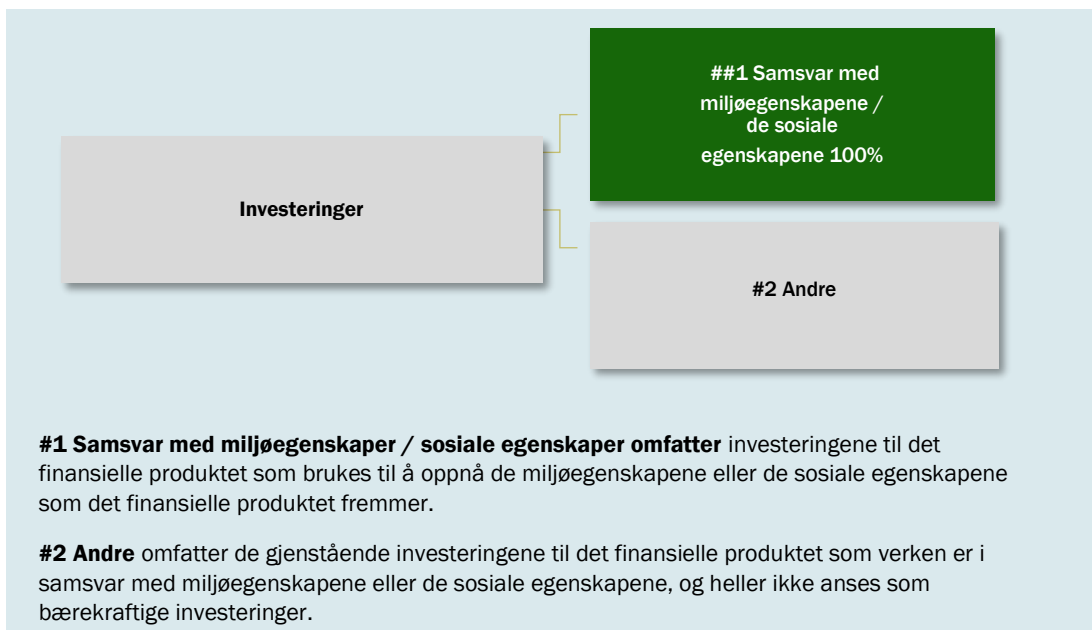 ##1 Samsvar med
miljøegenskapene /
de sosiale
egenskapene 100%
Investeringer
#2 Andre
#1 Samsvar med miljøegenskaper / sosiale egenskaper omfatter investeringene til det
finansielle produktet som brukes til å oppnå de miljøegenskapene eller de sosiale egenskapene
som det finansielle produktet fremmer.
#2 Andre omfatter de gjenstående investeringene til det finansielle produktet som verken er i
samsvar med miljøegenskapene eller de sosiale egenskapene, og heller ikke anses som
bærekraftige investeringer.